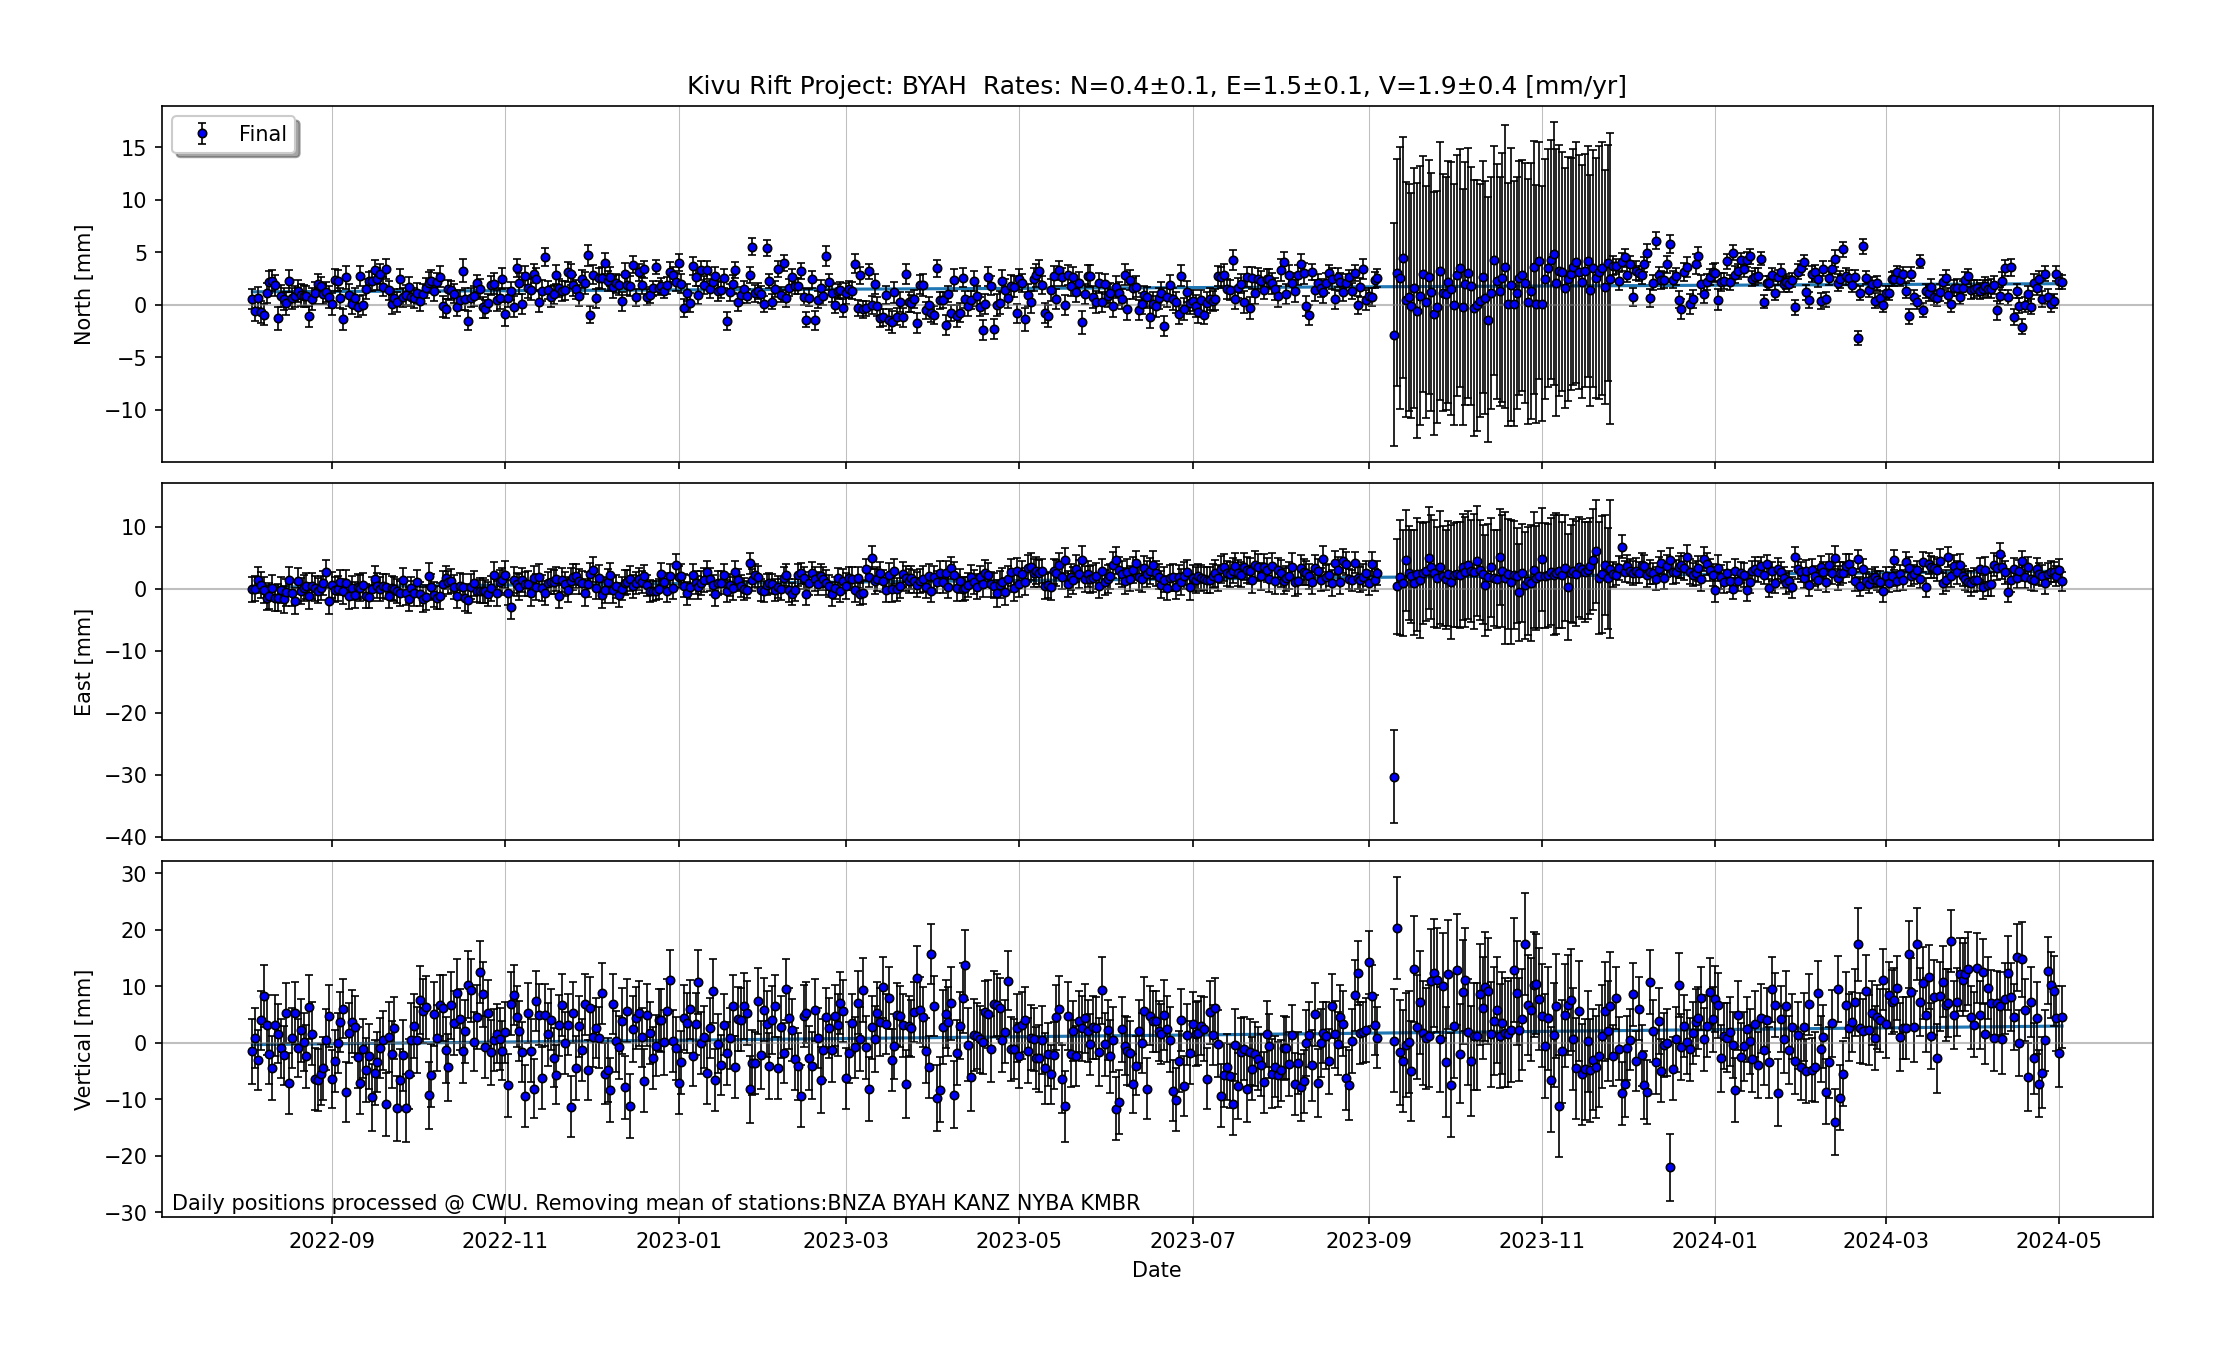 Kivu Rift Project: BYAH  Rates: N=0.4±0.1, E=1.5±0.1, V=1.9±0.4 [mm/yr]
Final
North [mm]
15
10
5
0
−5
−10
East [mm]
10
0
−10
−20
−30
−40
Vertical [mm]
30
20
10
0
−10
−20
−30
Daily positions processed @ CWU. Removing mean of stations:BNZA BYAH KANZ NYBA KMBR
2022-09 2022-11 2023-01 2023-03 2023-05 2023-07 2023-09 2023-11 2024-01 2024-03 2024-05
Date